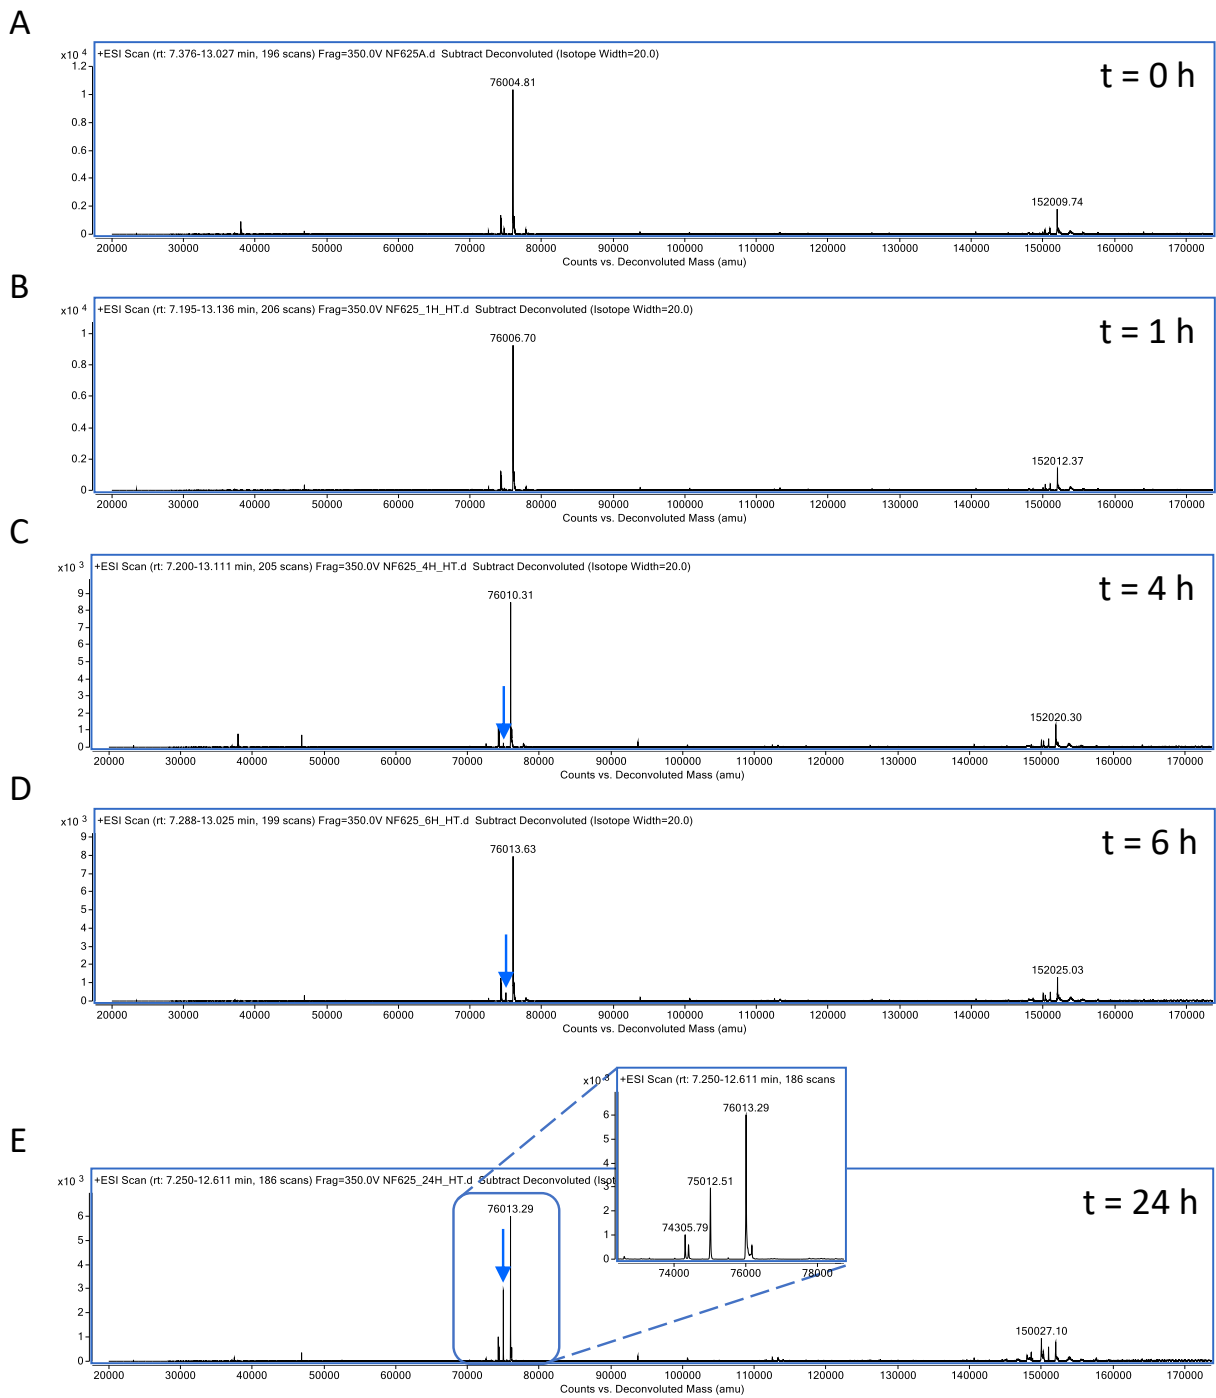 A
+ESI Scan (rt: 7.376-13.027 min, 196 scans) Frag=350.0V NF625A.d Subtract Deconvoluted (Isotope Width=20.0)
x10 4
t = 0 h
1.2
1
0.8
0.6
0.4
0.2
0
76004.81
152009.74
20000 30000 40000 50000 60000 70000 80000 90000 100000 110000 120000 130000 140000 150000 160000 170000
Counts vs. Deconvoluted Mass (amu)
B
+ESI Scan (rt: 7.195-13.136 min, 206 scans) Frag=350.0V NF625_1H_HT.d Subtract Deconvoluted (Isotope Width=20.0)
x10 4
t = 1 h
1
0.8
0.6
0.4
0.2
0
76006.70
152012.37
20000 30000 40000 50000 60000 70000 80000 90000 100000 110000 120000 130000 140000 150000 160000 170000
Counts vs. Deconvoluted Mass (amu)
C
+ESI Scan (rt: 7.200-13.111 min, 205 scans) Frag=350.0V NF625_4H_HT.d Subtract Deconvoluted (Isotope Width=20.0)
x10 3
t = 4 h
9
8
7
6
5
4
3
2
1
0
76010.31
152020.30
20000 30000 40000 50000 60000 70000 80000 90000 100000 110000 120000 130000 140000 150000 160000 170000
Counts vs. Deconvoluted Mass (amu)
D
+ESI Scan (rt: 7.288-13.025 min, 199 scans) Frag=350.0V NF625_6H_HT.d Subtract Deconvoluted (Isotope Width=20.0)
x10 3
t = 6 h
9
8
7
6
5
4
3
2
1
0
76013.63
152025.03
20000 30000 40000 50000 60000 70000 80000 90000 100000 110000 120000 130000 140000 150000 160000 170000
Counts vs. Deconvoluted Mass (amu)
x10 3
+ESI Scan (rt: 7.250-12.611 min, 186 scans
6
5
4
3
2
1
0
76013.29
75012.51
74305.79
74000 76000 78000
E
+ESI Scan (rt: 7.250-12.611 min, 186 scans) Frag=350.0V NF625_24H_HT.d Subtract Deconvoluted (Isot
x10 3
t = 24 h
6
5
4
3
2
1
0
76013.29
150027.10
20000 30000 40000 50000 60000 70000 80000 90000 100000 110000 120000 130000 140000 150000 160000 170000
Counts vs. Deconvoluted Mass (amu)